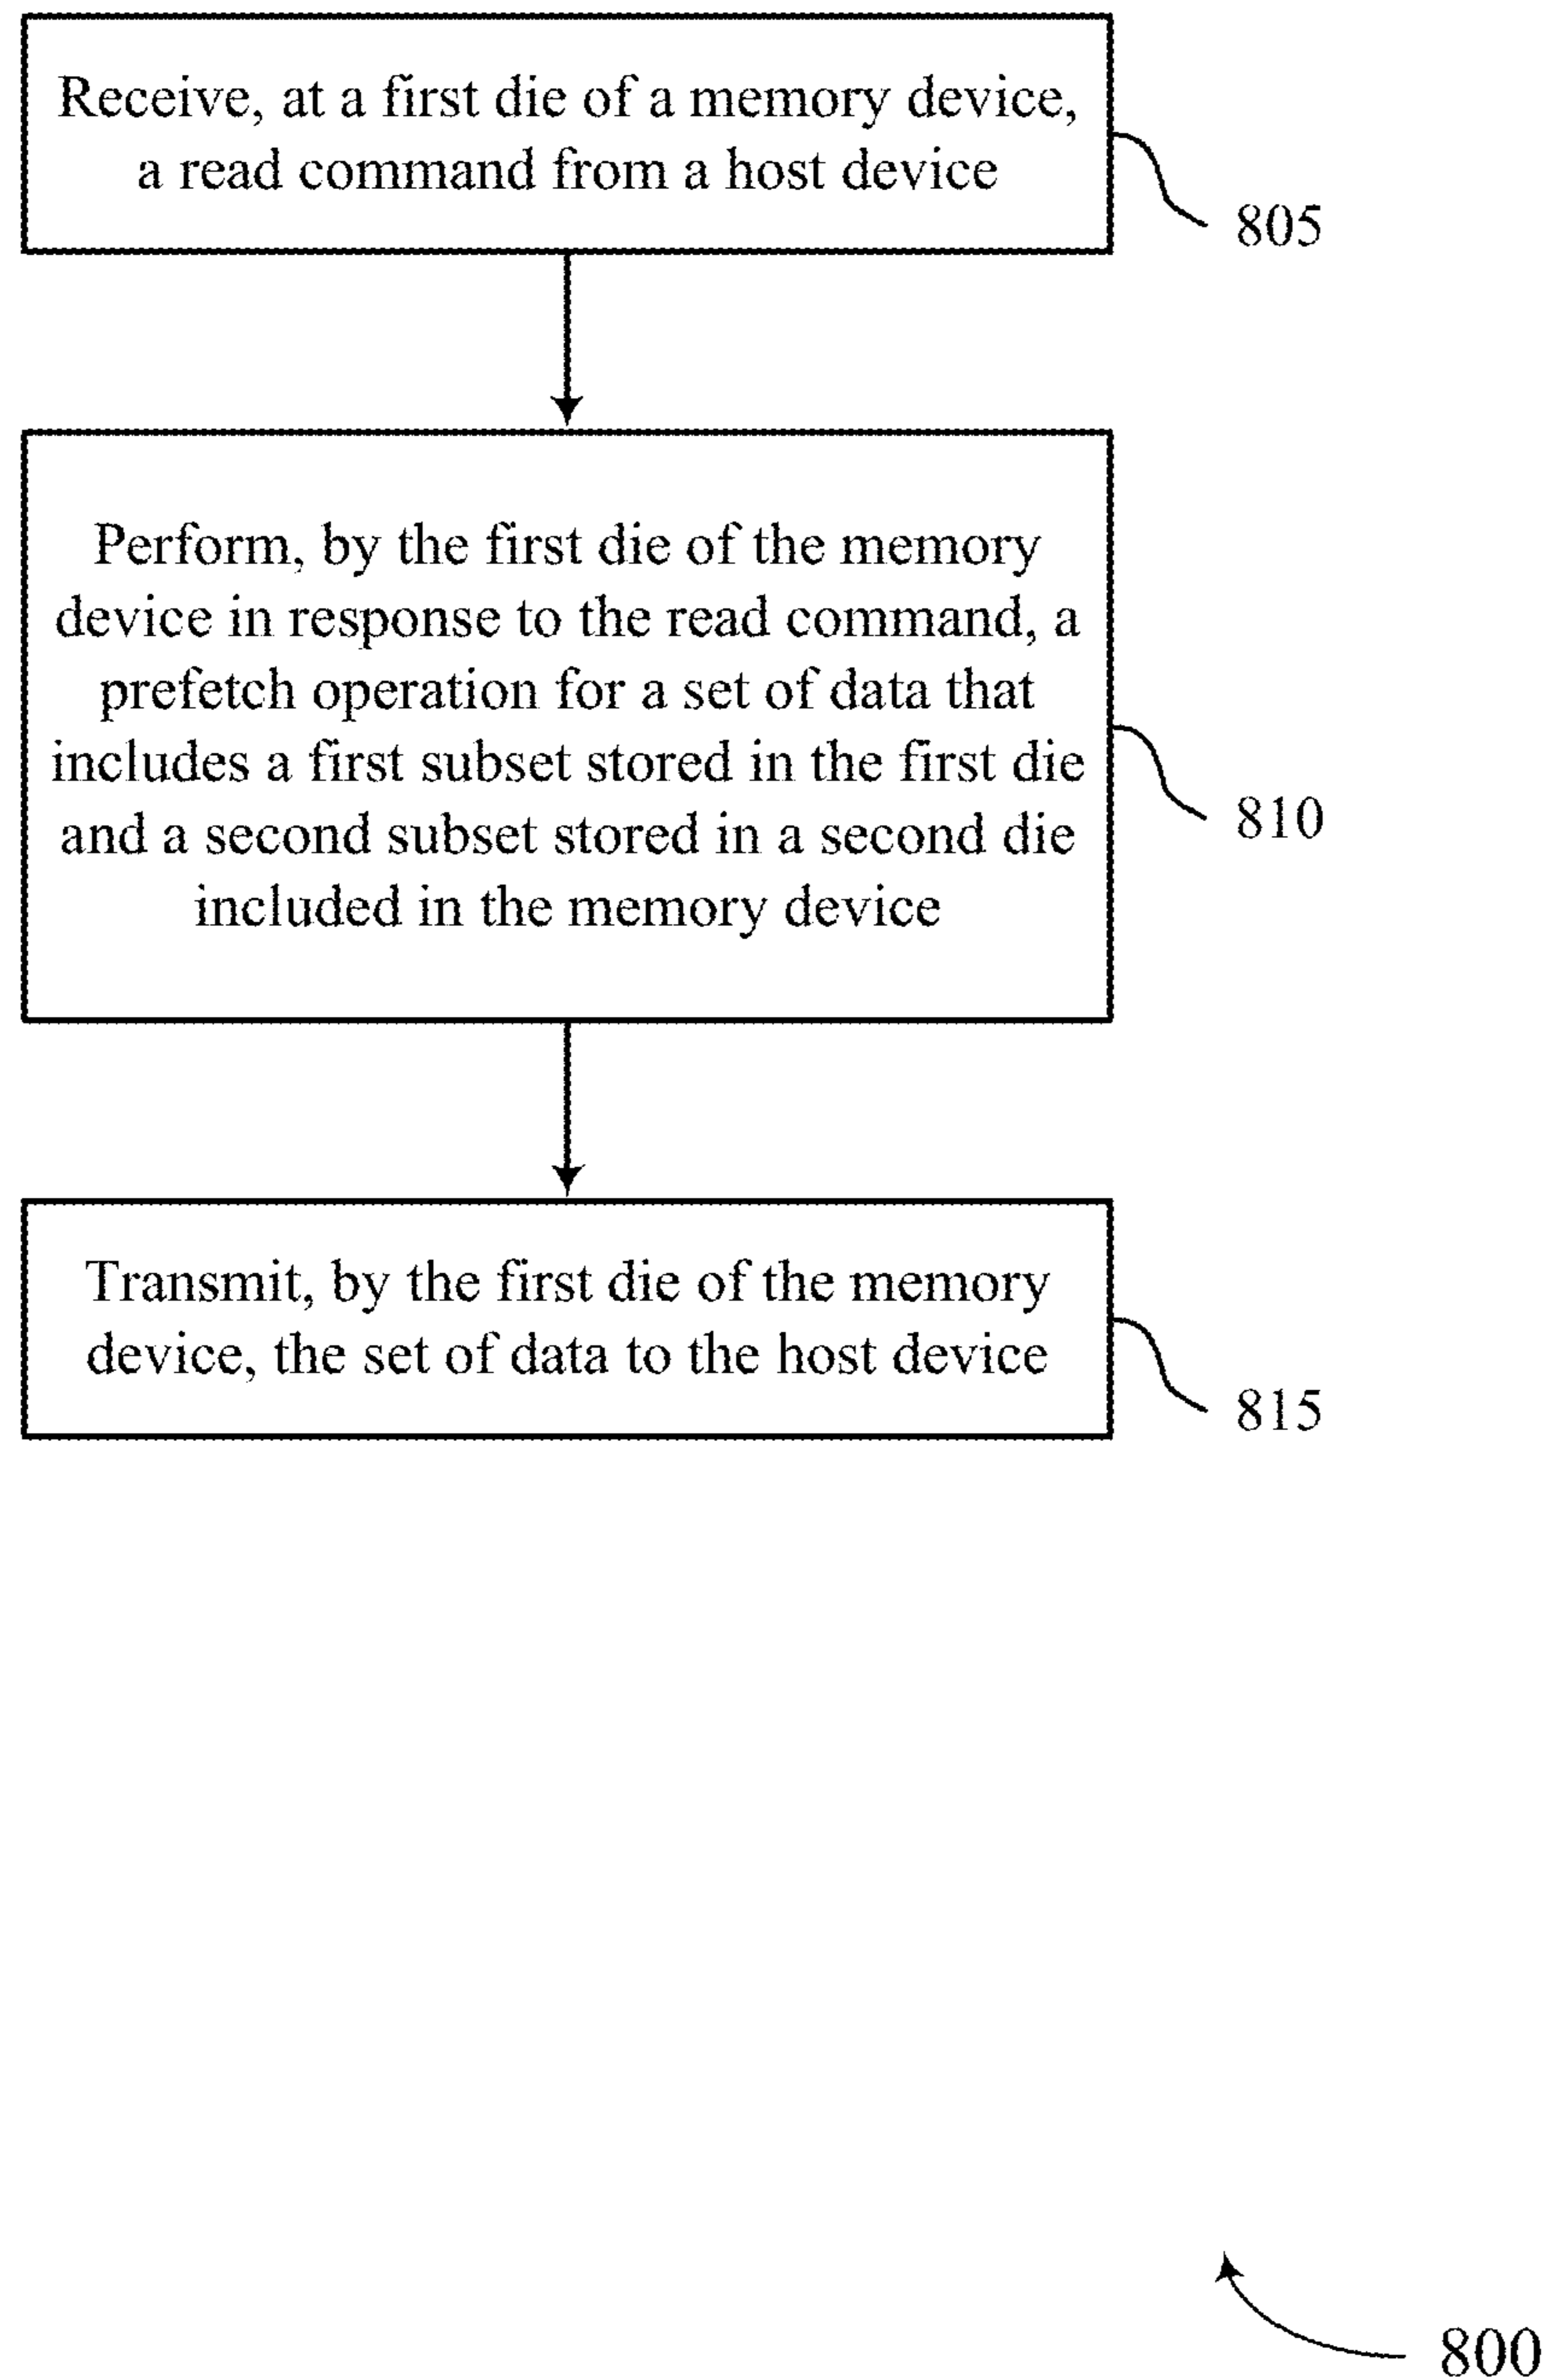 Receive, at a first die of a memory device,
a read command from a host device
805
Perform, by the first die of the memory
device in response to the read command, a
prefetch operation for a set of data that
includes a first subset stored in the first die
and a second subset stored in a second die
included in the memory device
810
Transmit, by the first die of the memory
device, the set of data to the host device
815
800